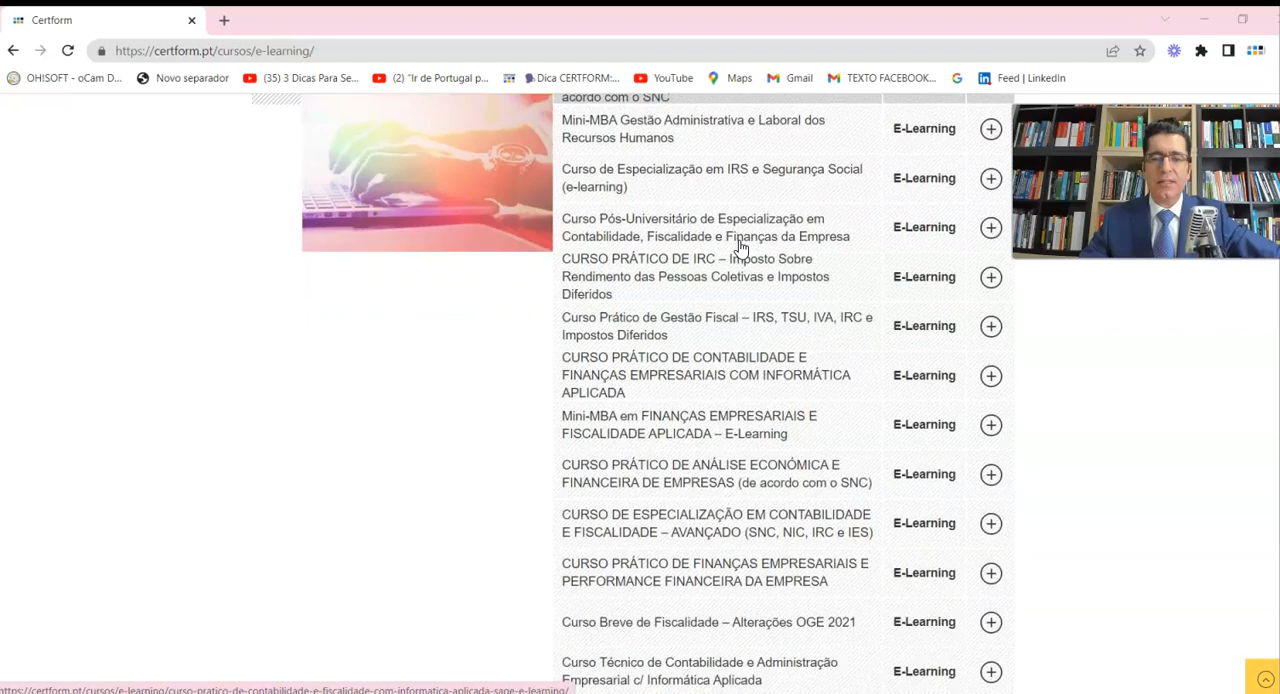 Certform
https://certform.pt/cursos/e-learning/
OH!SOFT - oCam D...
Novo separador
(35) 3 Dicas Para Se...
(2) "Ir de Portugal p...
Dica CERTFORM:...
YouTube
Maps
Gmail
TEXTO FACEBOOK...
Feed | LinkedIn
acordo com o SNC
Mini-MBA Gestão Administrativa e Laboral dos
Recursos Humanos
E-Learning
Curso de Especialização em IRS e Segurança Social
(e-learning)
E-Learning
Curso Pós-Universitário de Especialização em
Contabilidade, Fiscalidade e Finanças da Empresa
E-Learning
CURSO PRÁTICO DE IRC – Imposto Sobre
Rendimento das Pessoas Coletivas e Impostos
Diferidos
E-Learning
Curso Prático de Gestão Fiscal – IRS, TSU, IVA, IRC e
Impostos Diferidos
E-Learning
CURSO PRÁTICO DE CONTABILIDADE E
FINANÇAS EMPRESARIAIS COM INFORMÁTICA
APLICADA
E-Learning
Mini-MBA em FINANÇAS EMPRESARIAIS E
FISCALIDADE APLICADA – E-Learning
E-Learning
CURSO PRÁTICO DE ANÁLISE ECONÓMICA E
FINANCEIRA DE EMPRESAS (de acordo com o SNC)
E-Learning
CURSO DE ESPECIALIZAÇÃO EM CONTABILIDADE
E FISCALIDADE – AVANÇADO (SNC, NIC, IRC e IES)
E-Learning
CURSO PRÁTICO DE FINANÇAS EMPRESARIAIS E
PERFORMANCE FINANCEIRA DA EMPRESA
E-Learning
Curso Breve de Fiscalidade – Alterações OGE 2021
E-Learning
Curso Técnico de Contabilidade e Administração
Empresarial c/ Informática Aplicada
E-Learning
https://certform.pt/cursos/e-learning/curso-pratico-de-contabilidade-e-fiscalidade-com-informatica-aplicada-sage-e-learning/